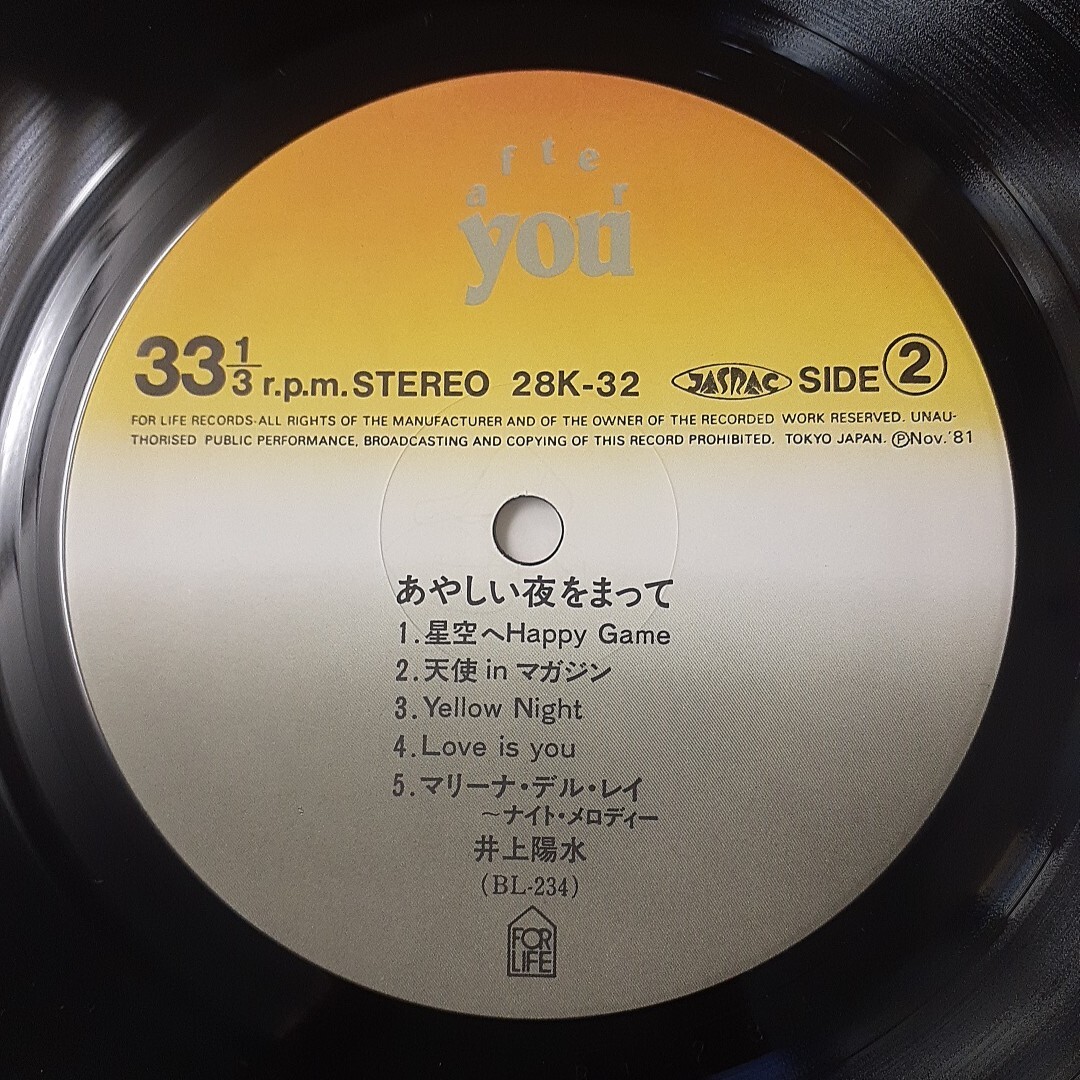 after
you
33 1/3 r.p.m. STEREO 28K-32 JASRAC SIDE ②
FOR LIFE RECORDS·ALL RIGHTS OF THE MANUFACTURER AND OF THE OWNER OF THE RECORDED WORK RESERVED. UNAU-
THORISED PUBLIC PERFORMANCE, BROADCASTING AND COPYING OF THIS RECORD PROHIBITED. TOKYO JAPAN. ℗Nov.'81
あやしい夜をまって
1.星空へHappy Game
2.天使 in マガジン
3.Yellow Night
4.Love is you
5.マリーナ・デル・レイ
～ナイト・メロディー
井上陽水
(BL-234)
FOR
LIFE